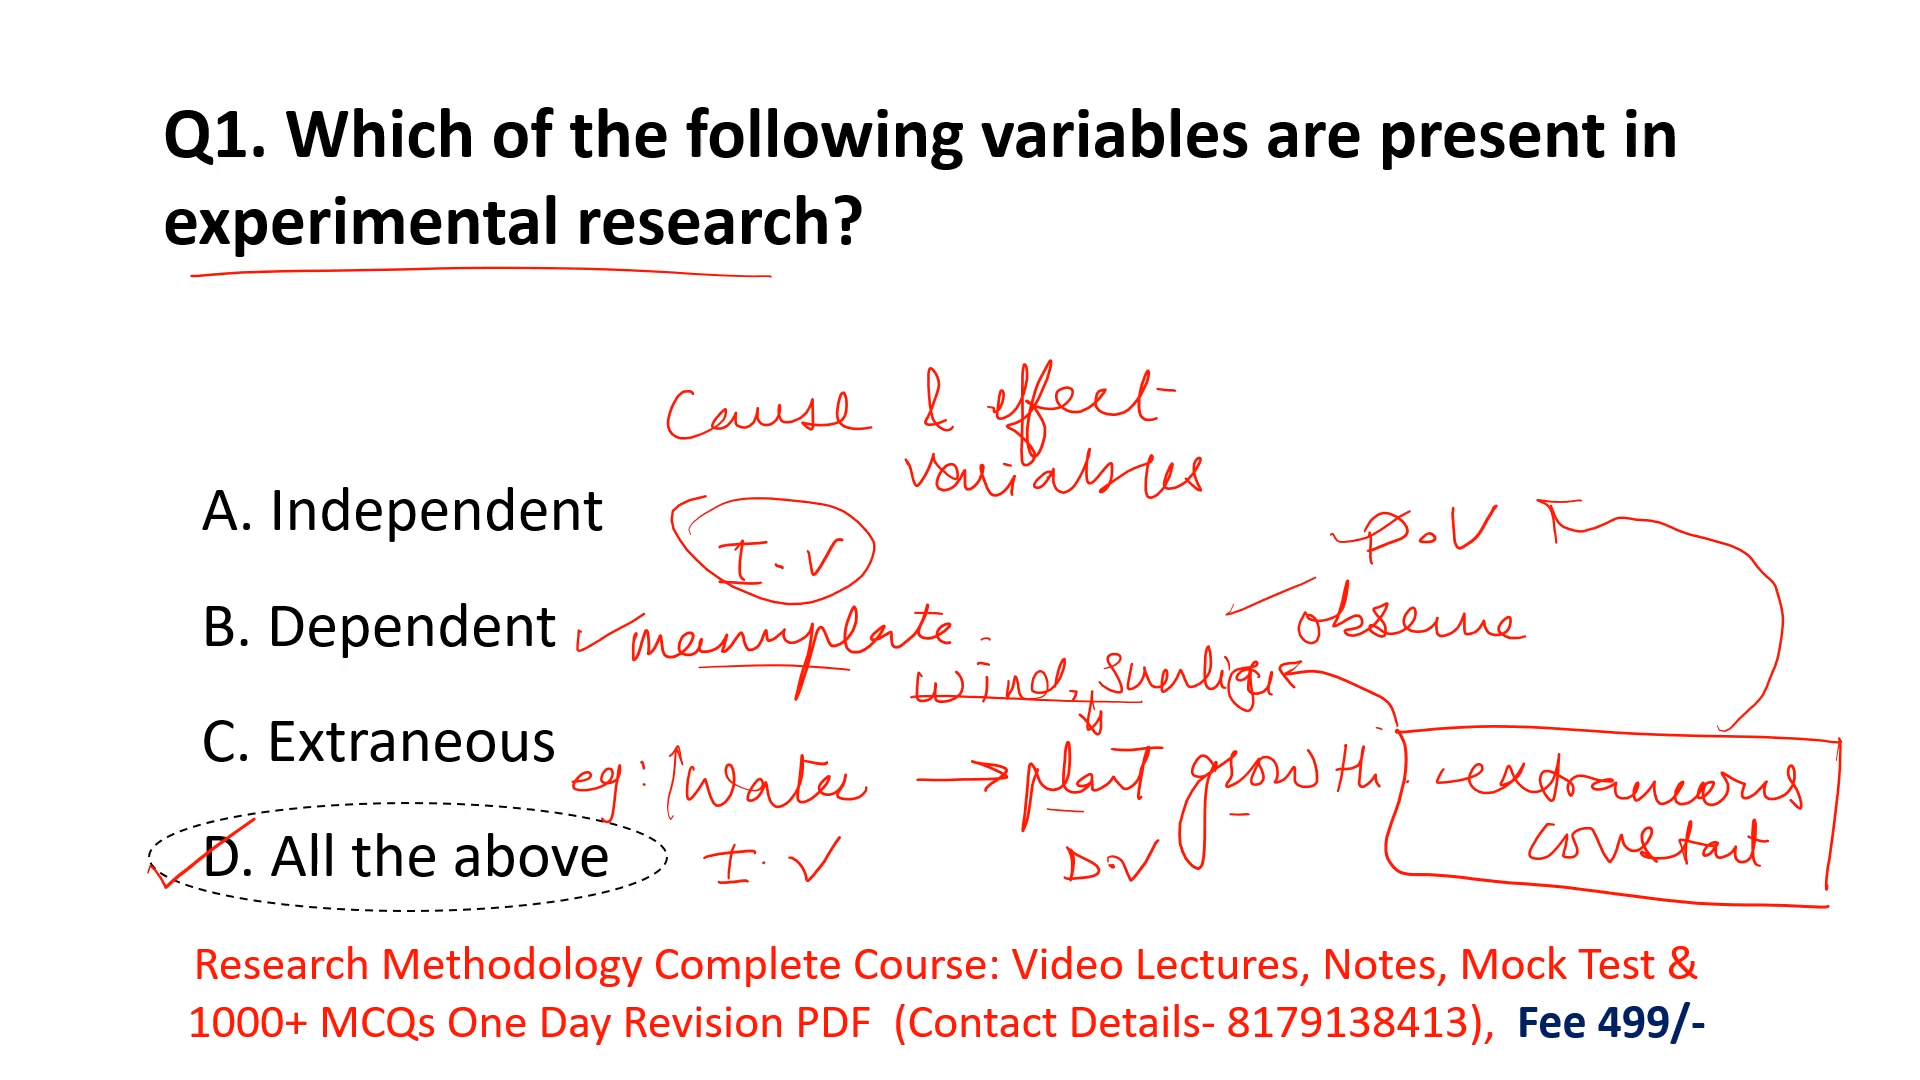 Q1. Which of the following variables are present in
experimental research?
Cause & effect
variables
A. Independent
I.V
D.V
B. Dependent
manuplate
observe
wind, sunlight
C. Extraneous
eg: ↑ water → plant growth
extraneous
constant
D. All the above
I.V
D.V
Research Methodology Complete Course: Video Lectures, Notes, Mock Test &
1000+ MCQs One Day Revision PDF (Contact Details- 8179138413), Fee 499/-